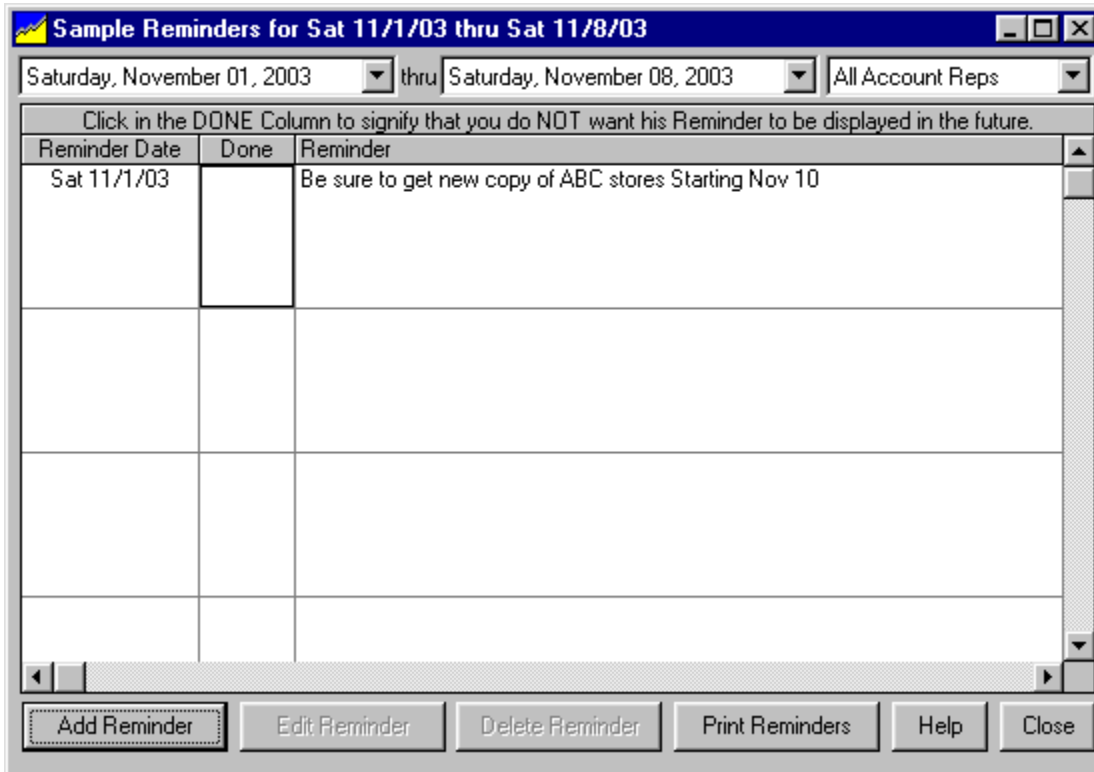 Sample Reminders for Sat 11/1/03 thru Sat 11/8/03
Saturday, November 01, 2003 thru Saturday, November 08, 2003 All Account Reps
Click in the DONE Column to signify that you do NOT want his Reminder to be displayed in the future.
Reminder Date Done Reminder
Sat 11/1/03 Be sure to get new copy of ABC stores Starting Nov 10
Add Reminder Edit Reminder Delete Reminder Print Reminders Help Close